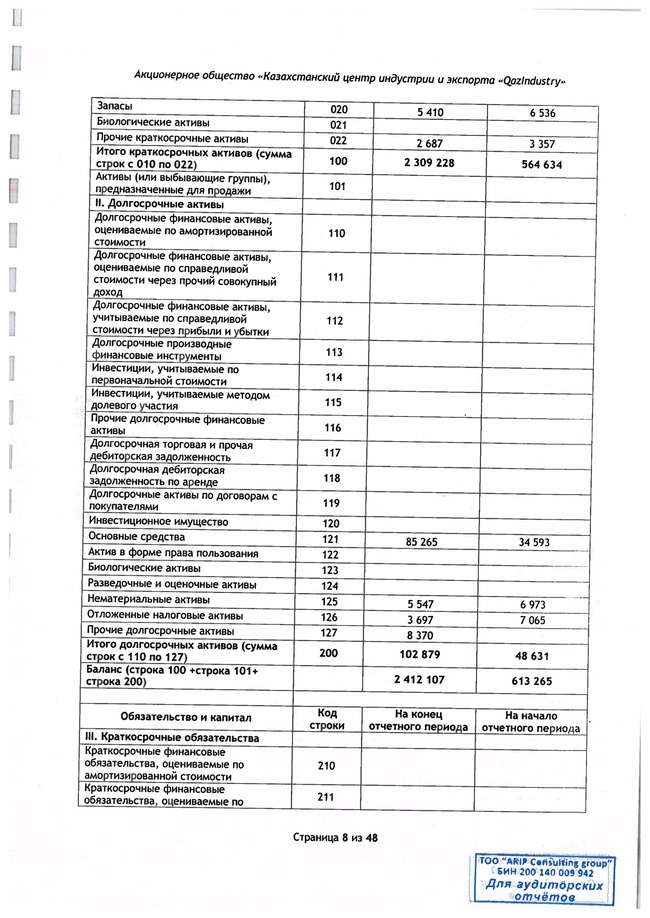 Акционерное общество «Казахстанский центр индустрии и экспорта «QazIndustry»
Запасы 020 5 410 6 536
Биологические активы 021
Прочие краткосрочные активы 022 2 687 3 357
Итого краткосрочных активов (сумма
строк с 010 по 022) 100 2 309 228 564 634
Активы (или выбывающие группы),
предназначенные для продажи 101
II. Долгосрочные активы
Долгосрочные финансовые активы,
оцениваемые по амортизированной
стоимости 110
Долгосрочные финансовые активы,
оцениваемые по справедливой
стоимости через прочий совокупный
доход 111
Долгосрочные финансовые активы,
учитываемые по справедливой
стоимости через прибыли и убытки 112
Долгосрочные производные
финансовые инструменты 113
Инвестиции, учитываемые по
первоначальной стоимости 114
Инвестиции, учитываемые методом
долевого участия 115
Прочие долгосрочные финансовые
активы 116
Долгосрочная торговая и прочая
дебиторская задолженность 117
Долгосрочная дебиторская
задолженность по аренде 118
Долгосрочные активы по договорам с
покупателями 119
Инвестиционное имущество 120
Основные средства 121 85 265 34 593
Актив в форме права пользования 122
Биологические активы 123
Разведочные и оценочные активы 124
Нематериальные активы 125 5 547 6 973
Отложенные налоговые активы 126 3 697 7 065
Прочие долгосрочные активы 127 8 370
Итого долгосрочных активов (сумма
строк с 110 по 127) 200 102 879 48 631
Баланс (строка 100 +строка 101+
строка 200) 2 412 107 613 265
Обязательство и капитал Код строки На конец отчетного периода На начало отчетного периода
III. Краткосрочные обязательства
Краткосрочные финансовые
обязательства, оцениваемые по
амортизированной стоимости 210
Краткосрочные финансовые
обязательства, оцениваемые по 211
Страница 8 из 48
ТОО "ARIP Consulting group"
БИН 200 140 009 942
Для аудиторских
отчётов